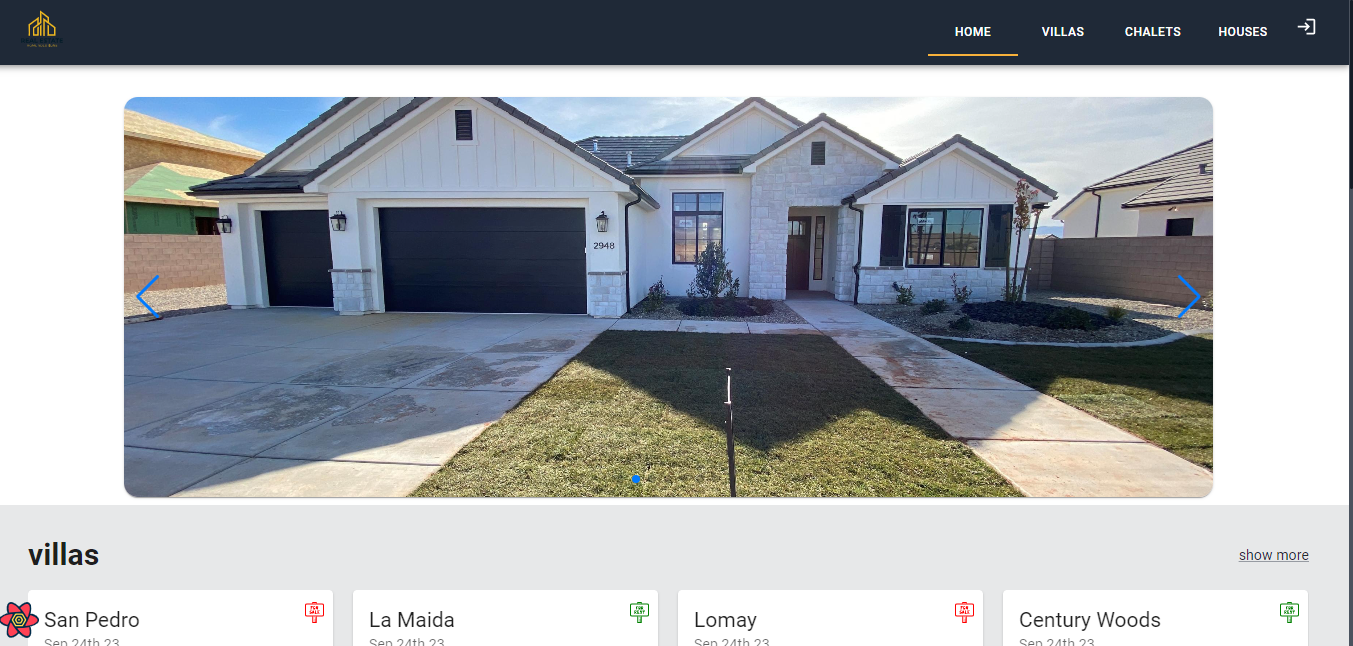 HOME VILLAS CHALETS HOUSES
2948
villas
show more
San Pedro
FOR
SALE
Sep 24th 23
La Maida
FOR
RENT
Sep 24th 23
Lomay
FOR
SALE
Sep 24th 23
Century Woods
FOR
RENT
Sep 24th 23